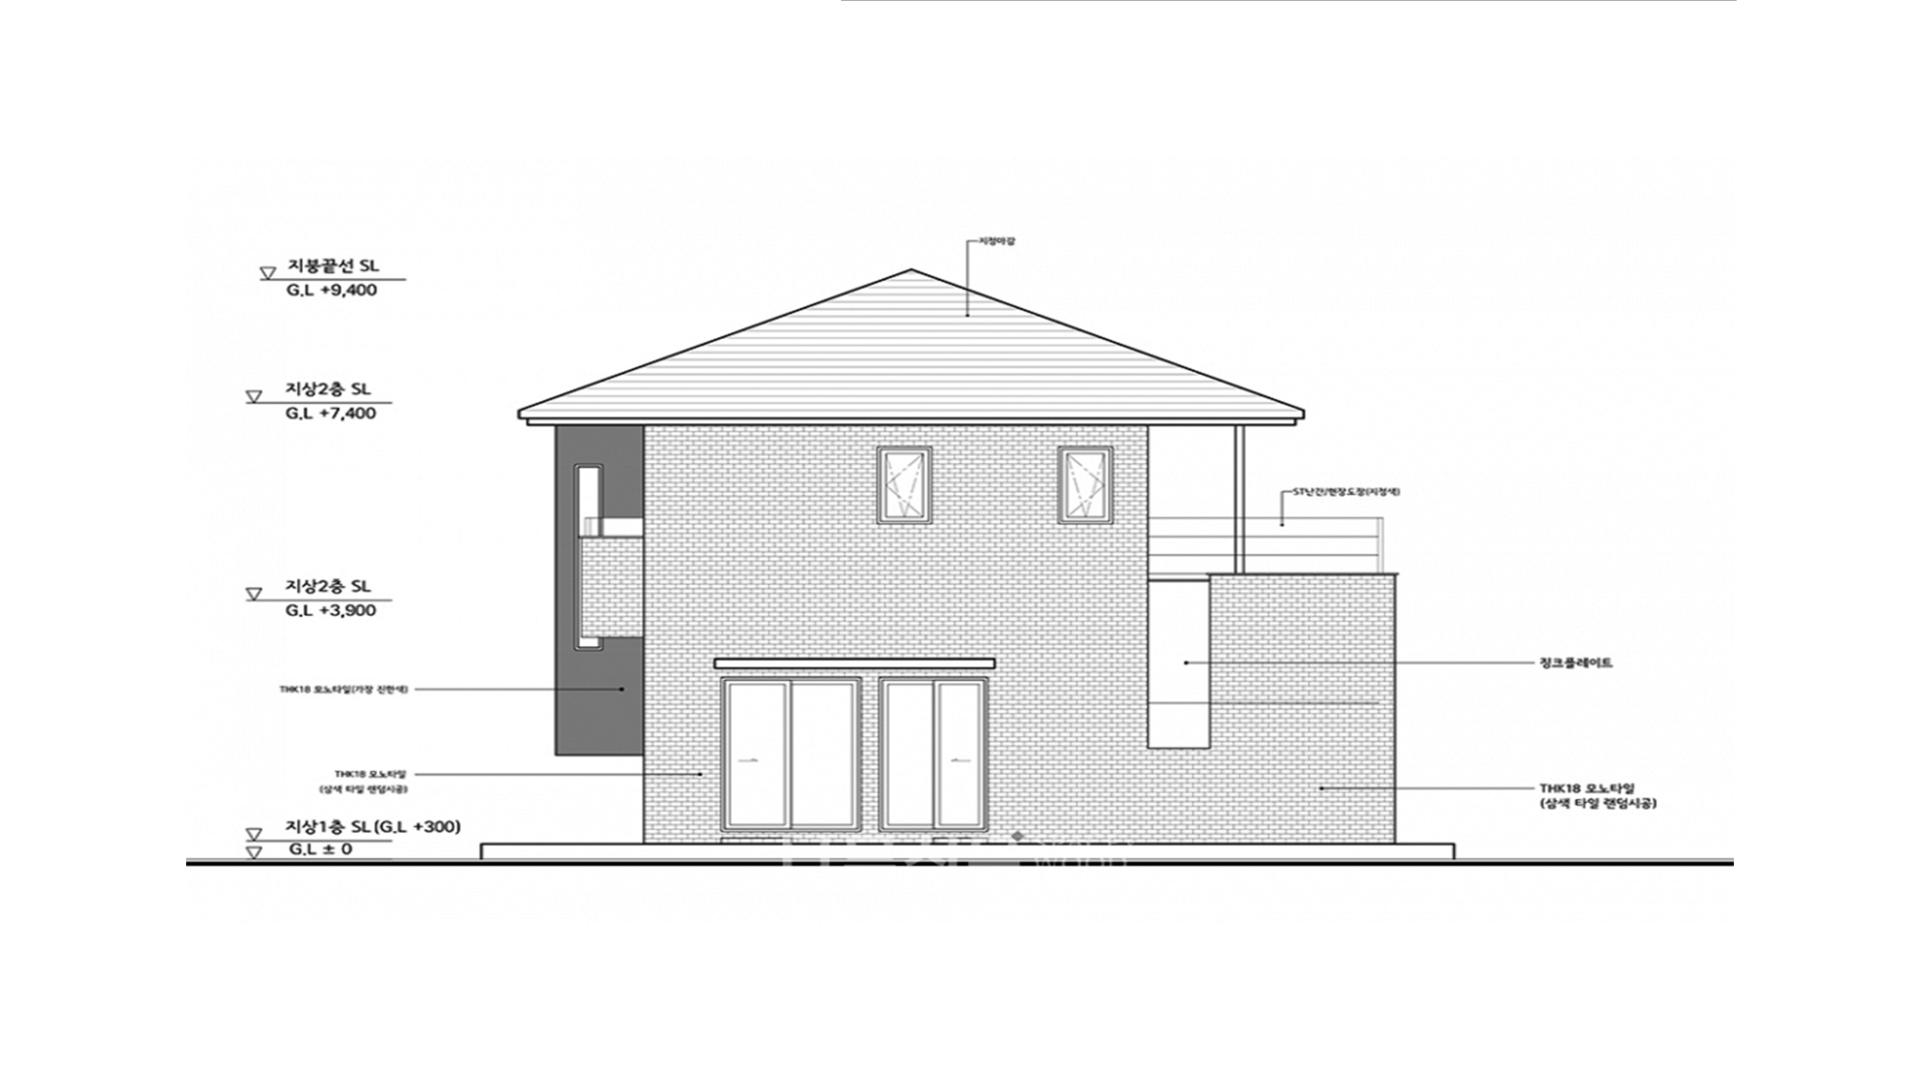 지정마감
지붕끝선 SL
G.L +9,400
지상2층 SL
G.L +7,400
ST난간/현장도장(지정색)
지상2층 SL
G.L +3,900
징크플레이트
THK18 모노타일(가장 진한색)
THK18 모노타일
(삼색 타일 랜덤시공)
THK18 모노타일
(삼색 타일 랜덤시공)
지상1층 SL(G.L +300)
G.L ± 0